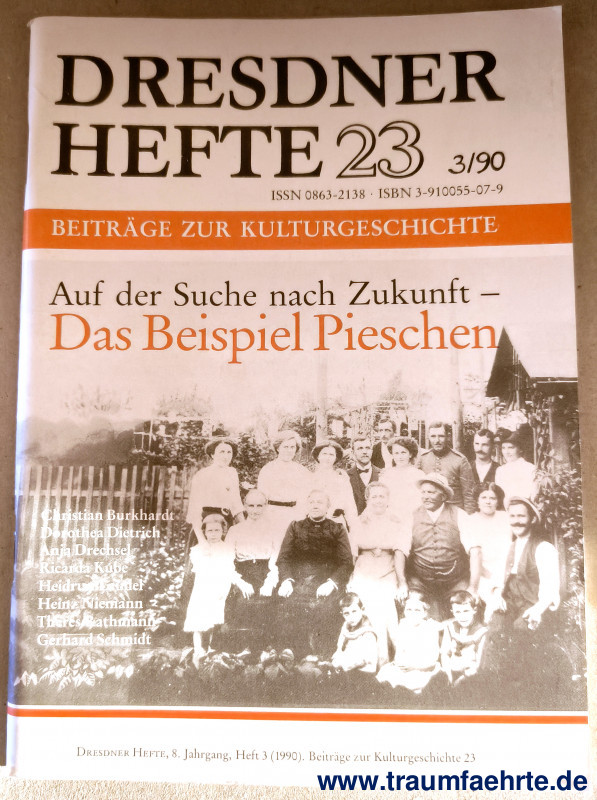 DRESDNER
HEFTE 23 3/90
ISSN 0863-2138 · ISBN 3-910055-07-9
BEITRÄGE ZUR KULTURGESCHICHTE
Auf der Suche nach Zukunft –
Das Beispiel Pieschen
Christian Burkhardt
Dorothea Dietrich
Anja Drechsel
Ricarda Kube
Heinz Niemann
Gerhard Schmidt
DRESDNER HEFTE, 8. Jahrgang, Heft 3 (1990). Beiträge zur Kulturgeschichte 23
www.traumfaehrte.de